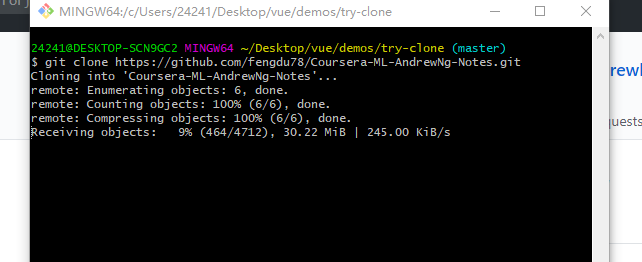 MINGW64:/c/Users/24241/Desktop/vue/demos/try-clone
24241@DESKTOP-SCN9GC2 MINGW64 ~/Desktop/vue/demos/try-clone (master)
$ git clone https://github.com/fengdu78/Coursera-ML-AndrewNg-Notes.git
Cloning into 'Coursera-ML-AndrewNg-Notes'...
remote: Enumerating objects: 6, done.
remote: Counting objects: 100% (6/6), done.
remote: Compressing objects: 100% (6/6), done.
Receiving objects:   9% (464/4712), 30.22 MiB | 245.00 KiB/s